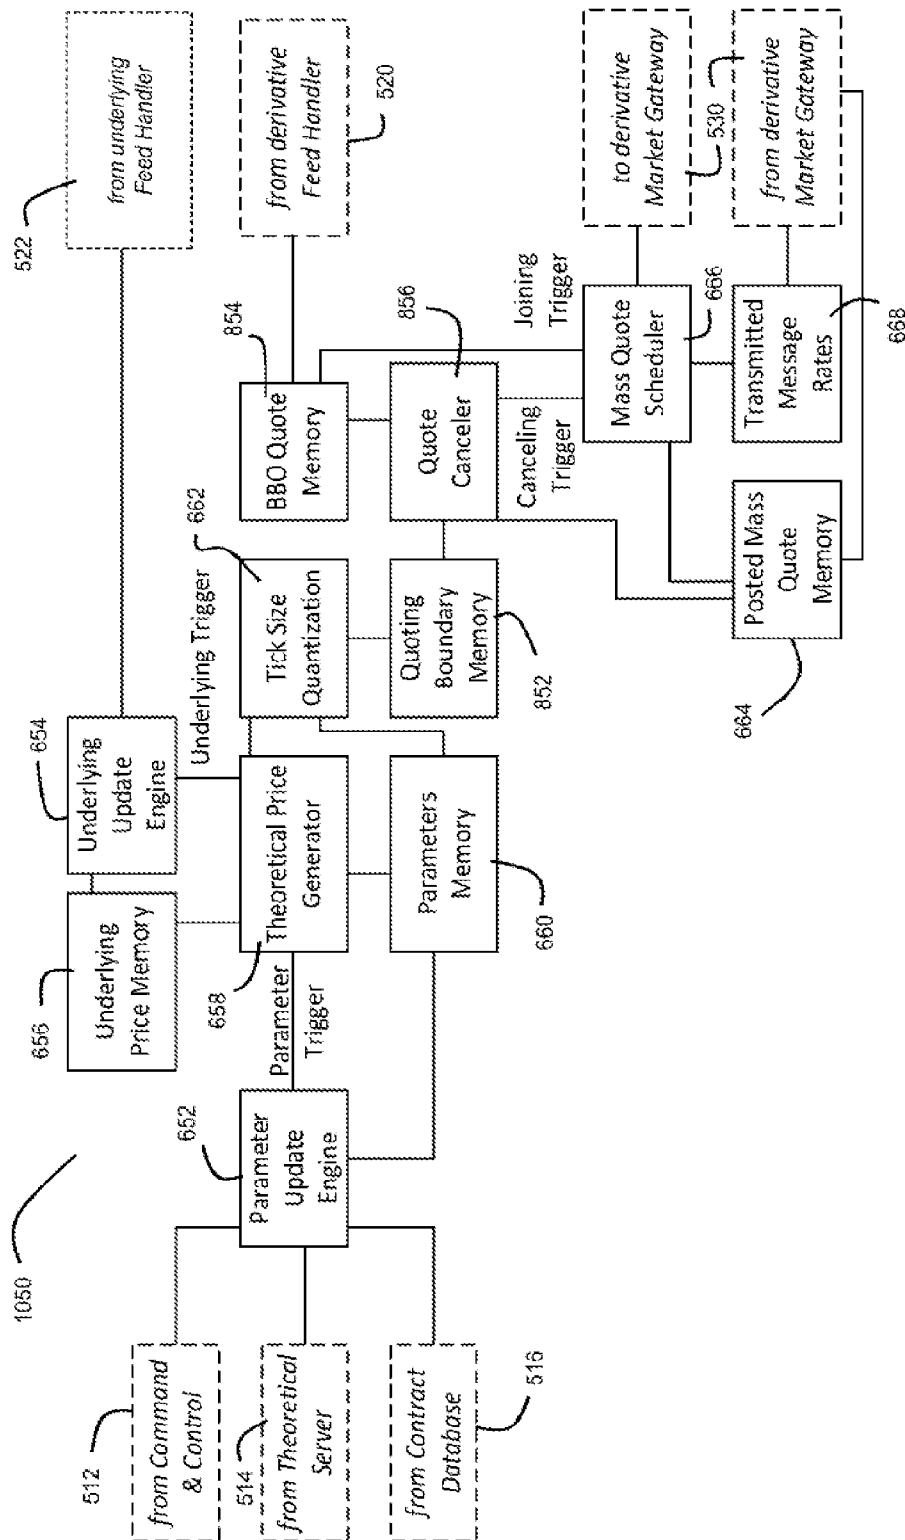 1050
512
from Command
& Control
514
from Theoretical
Server
from Contract
Database
516
652
Parameter
Update
Engine
Parameter
Trigger
656
Underlying
Price Memory
654
Underlying
Update
Engine
Underlying Trigger
658
Theoretical Price
Generator
Parameters
Memory
660
662
Tick Size
Quantization
Quoting
Boundary
Memory
852
854
BBO Quote
Memory
856
Quote
Canceler
Canceling
Trigger
Joining
Trigger
522
from underlying
Feed Handler
from derivative
Feed Handler
520
Mass Quote
Scheduler
666
to derivative
Market Gateway
530
from derivative
Market Gateway
Transmitted
Message
Rates
668
Posted Mass
Quote
Memory
664